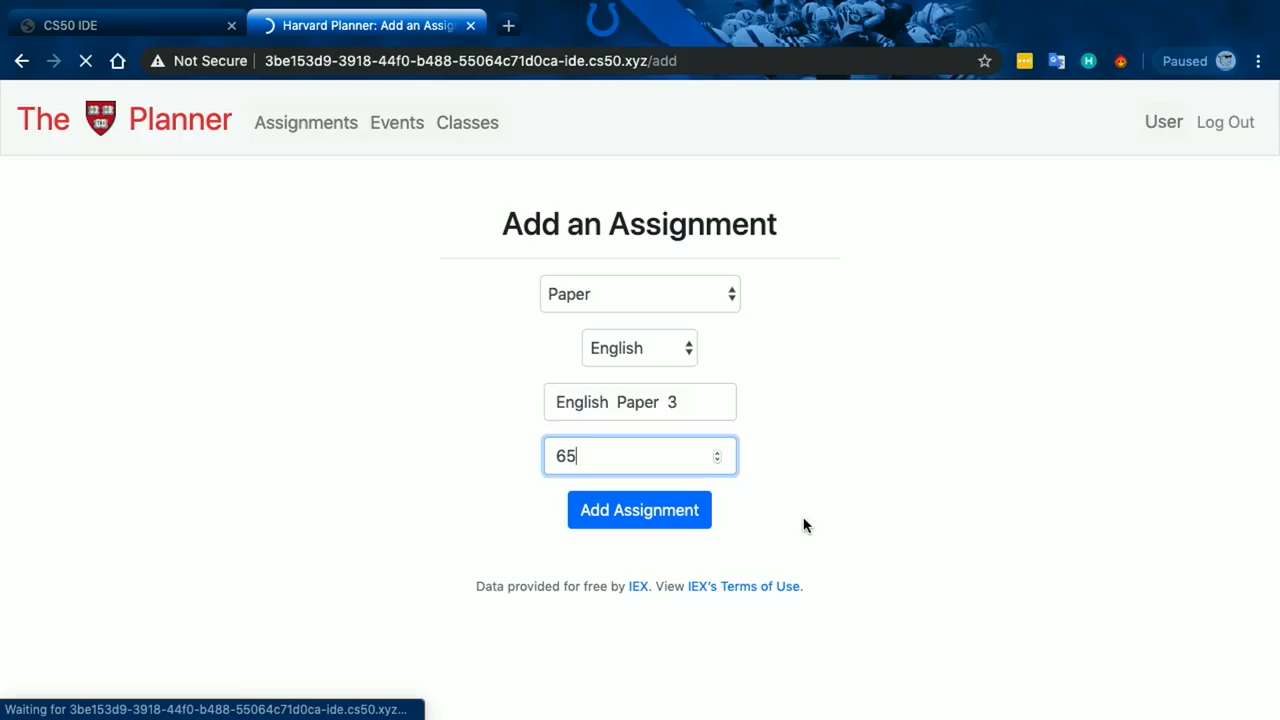 CS50 IDE
Harvard Planner: Add an Assig
Not Secure 3be153d9-3918-44f0-b488-55064c71d0ca-ide.cs50.xyz/add
Paused
The Planner Assignments Events Classes User Log Out
Add an Assignment
Paper
English
English Paper 3
65
Add Assignment
Data provided for free by IEX. View IEX's Terms of Use.
Waiting for 3be153d9-3918-44f0-b488-55064c71d0ca-ide.cs50.xyz...